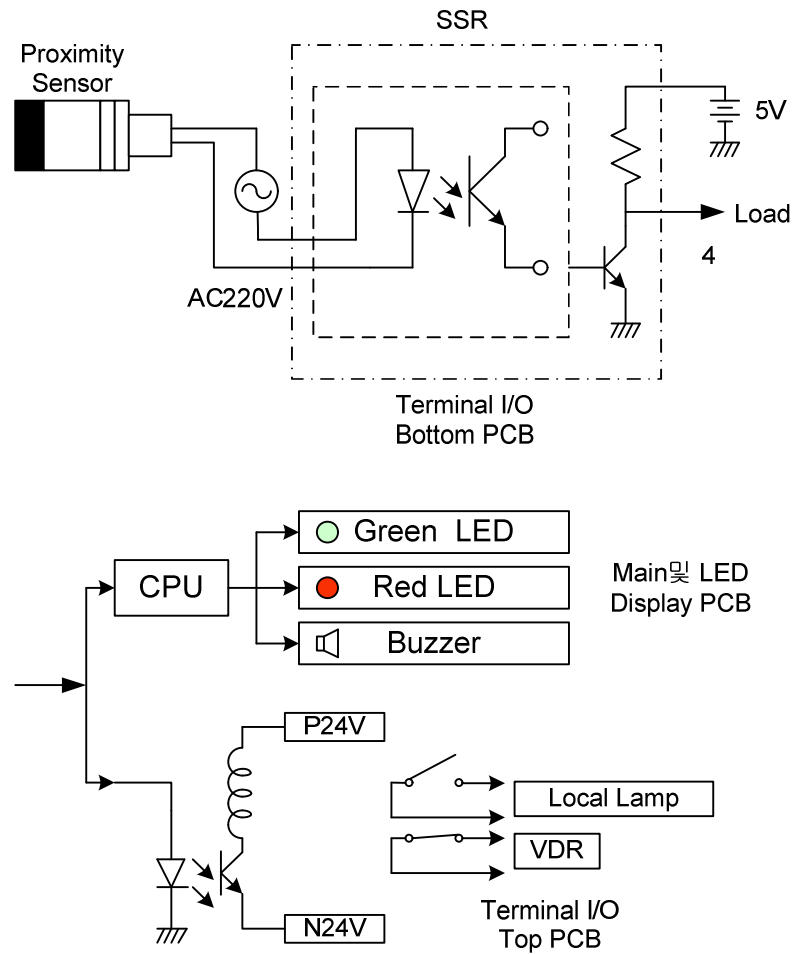 SSR
Proximity
Sensor
5V
Load
4
AC220V
Terminal I/O
Bottom PCB
Green LED
CPU
Red LED
Main및 LED
Display PCB
Buzzer
P24V
Local Lamp
VDR
N24V
Terminal I/O
Top PCB